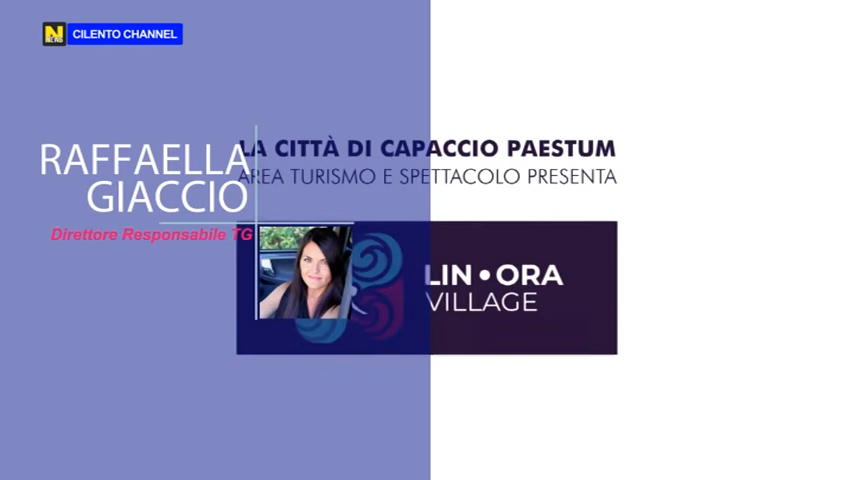 CILENTO CHANNEL
LA CITTÀ DI CAPACCIO PAESTUM
AREA TURISMO E SPETTACOLO PRESENTA
RAFFAELLA
GIACCIO
Direttore Responsabile TG
LIN•ORA
VILLAGE